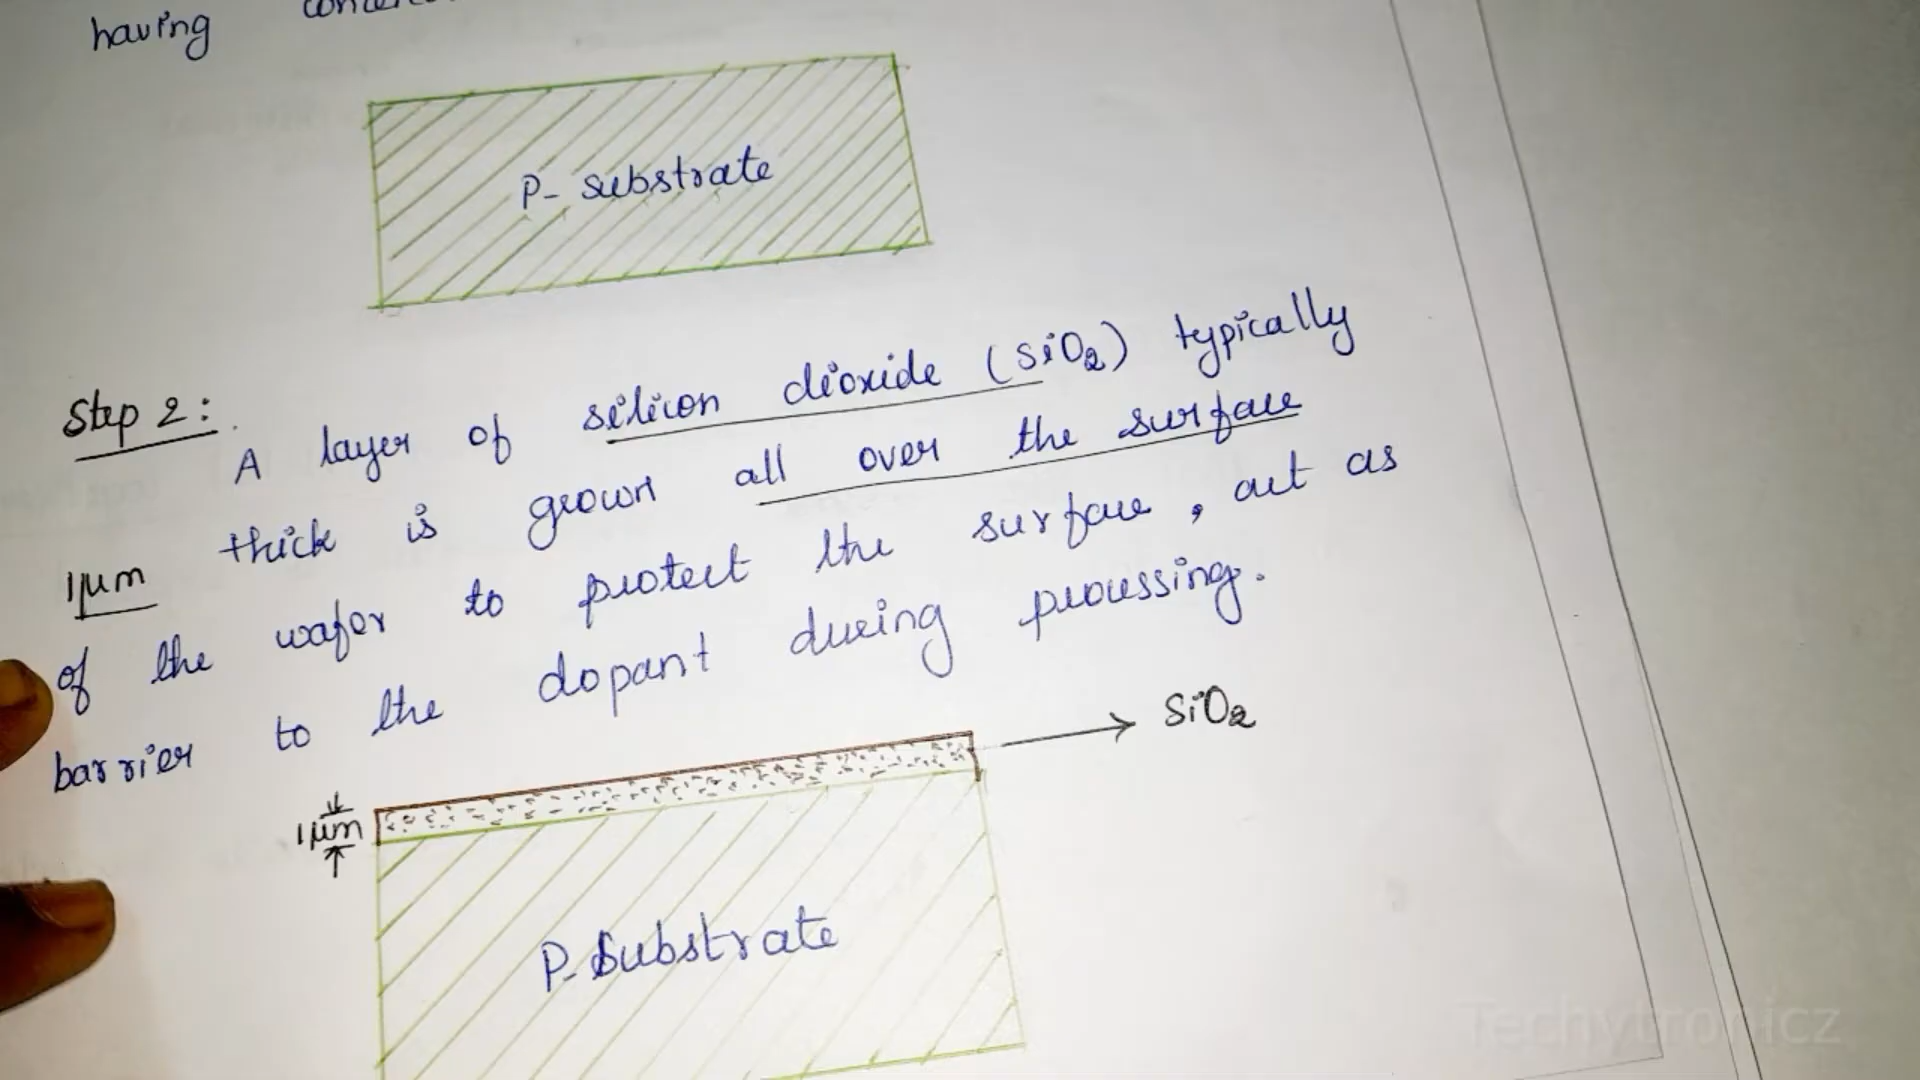 having
P- substrate
Step 2:
A layer of silicon dioxide (SiO2) typically
1μm thick is grown all over the surface
of the wafer to protect the surface, act as
barrier to the dopant during processing.
SiO2
1μm
P-Substrate
Techytronicz